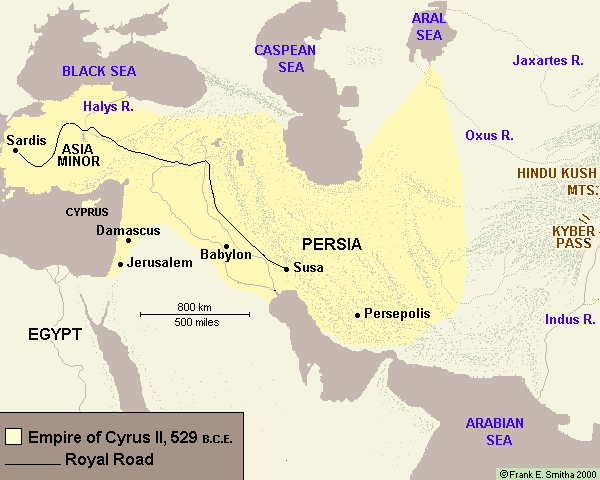 ARAL
SEA
CASPEAN
SEA
BLACK SEA
Jaxartes R.
Halys R.
Oxus R.
Sardis
ASIA
MINOR
HINDU KUSH
MTS.
CYPRUS
KYBER
PASS
Damascus
Babylon
PERSIA
Jerusalem
Susa
800 km
500 miles
Persepolis
Indus R.
EGYPT
ARABIAN
SEA
Empire of Cyrus II, 529 B.C.E.
Royal Road
©Frank E. Smitha 2000